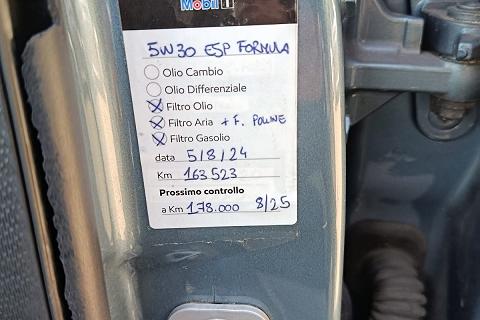 Mobil 1
5W30 ESP FORMULA
Olio Cambio
Olio Differenziale
Filtro Olio
Filtro Aria + F. POLLINE
Filtro Gasolio
data 5/8/24
Km 163523
Prossimo controllo
a Km 178.000 8/25